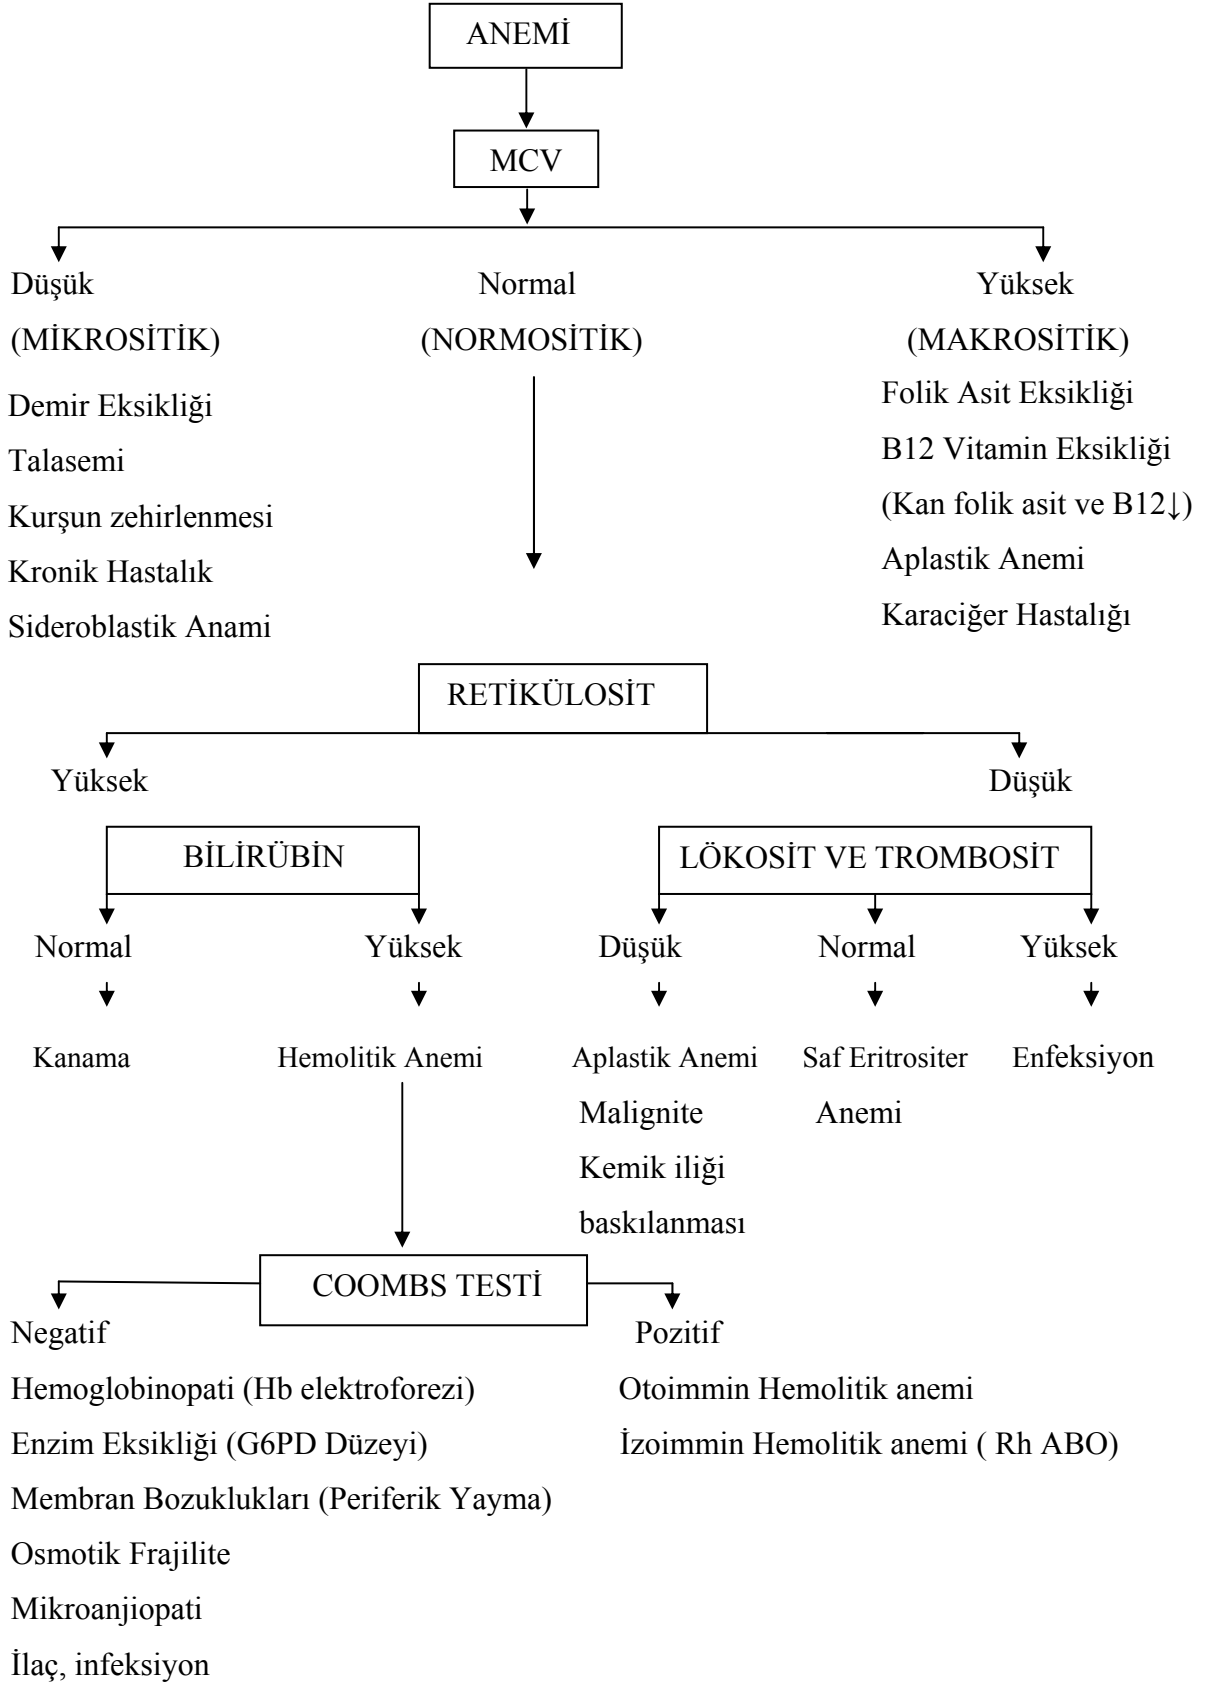 ANEMİ
MCV
Düşük
Normal
Yüksek
(MİKROSİTİK)
(NORMOSİTİK)
(MAKROSİTİK)
Demir Eksikliği
Talasemi
Kurşun zehirlenmesi
Kronik Hastalık
Sideroblastik Anami
Folik Asit Eksikliği
B12 Vitamin Eksikliği
(Kan folik asit ve B12↓)
Aplastik Anemi
Karaciğer Hastalığı
RETİKÜLOSİT
Yüksek
Düşük
BİLİRÜBİN
LÖKOSİT VE TROMBOSİT
Normal
Yüksek
Düşük
Normal
Yüksek
Kanama
Hemolitik Anemi
Aplastik Anemi
Malignite
Kemik iliği
baskılanması
Saf Eritrositer
Anemi
Enfeksiyon
COOMBS TESTİ
Negatif
Hemoglobinopati (Hb elektroforezi)
Enzim Eksikliği (G6PD Düzeyi)
Membran Bozuklukları (Periferik Yayma)
Osmotik Frajilite
Mikroanjiopati
İlaç, infeksiyon
Pozitif
Otoimmin Hemolitik anemi
İzoimmin Hemolitik anemi ( Rh ABO)